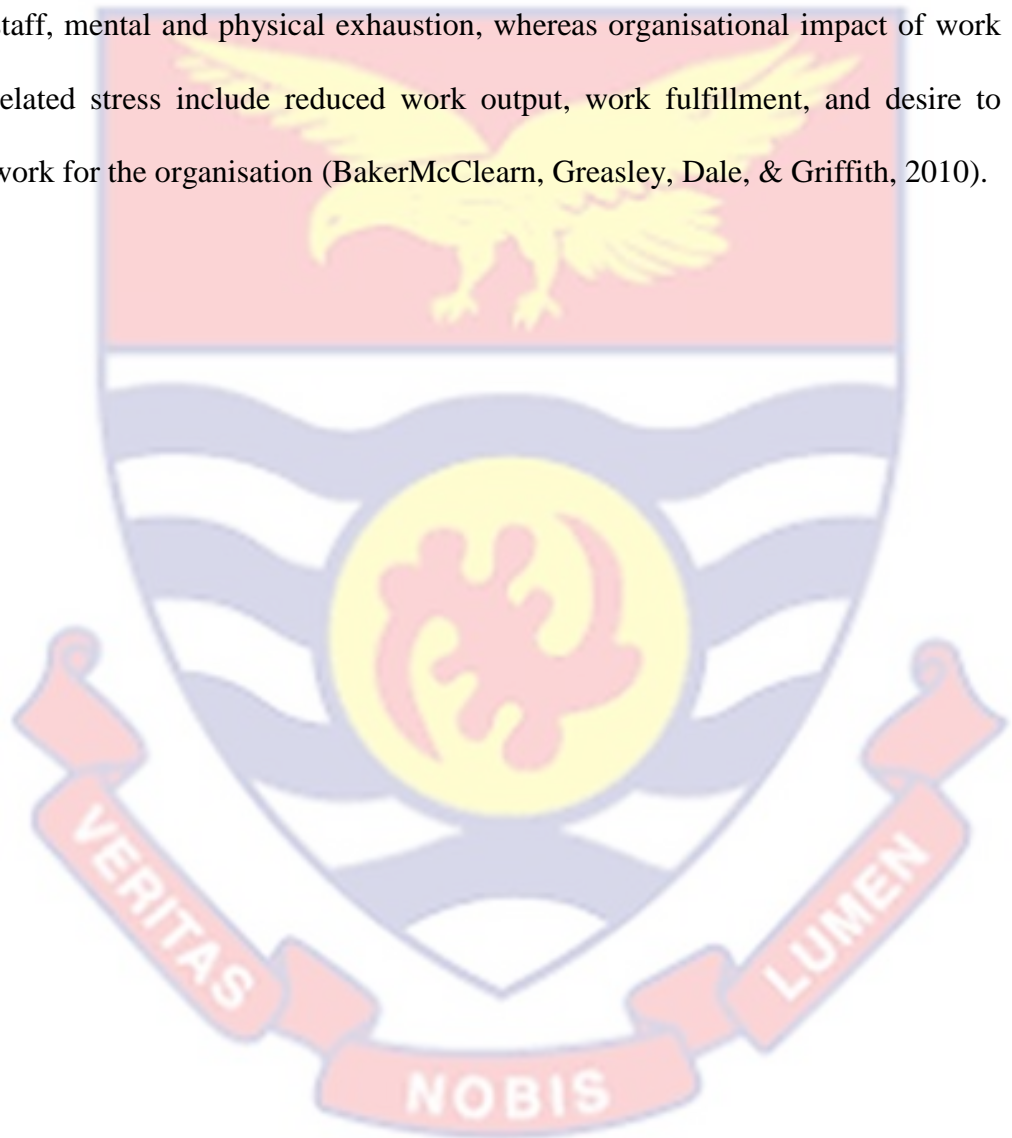 staff, mental and physical exhaustion, whereas organisational impact of work
related stress include reduced work output, work fulfillment, and desire to
work for the organisation (BakerMcClearn, Greasley, Dale, & Griffith, 2010).
VERITAS
NOBIS
LUMEN